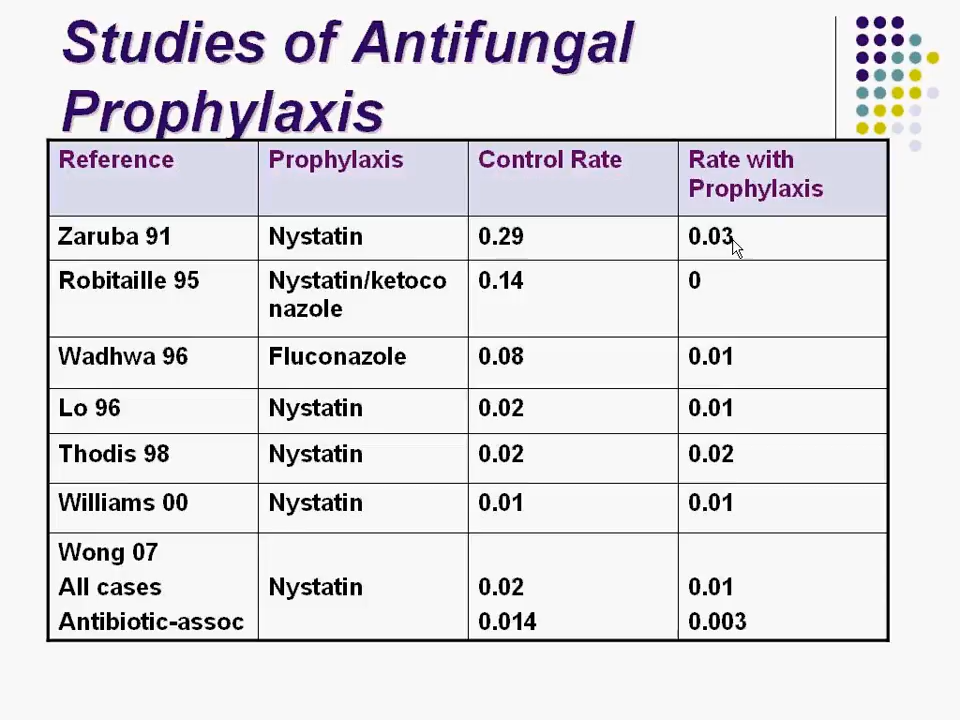 Studies of Antifungal
Prophylaxis
Reference Prophylaxis Control Rate Rate with
Prophylaxis
Zaruba 91 Nystatin 0.29 0.03
Robitaille 95 Nystatin/ketoco 0.14 0
nazole
Wadhwa 96 Fluconazole 0.08 0.01
Lo 96 Nystatin 0.02 0.01
Thodis 98 Nystatin 0.02 0.02
Williams 00 Nystatin 0.01 0.01
Wong 07
All cases Nystatin 0.02 0.01
Antibiotic-assoc 0.014 0.003